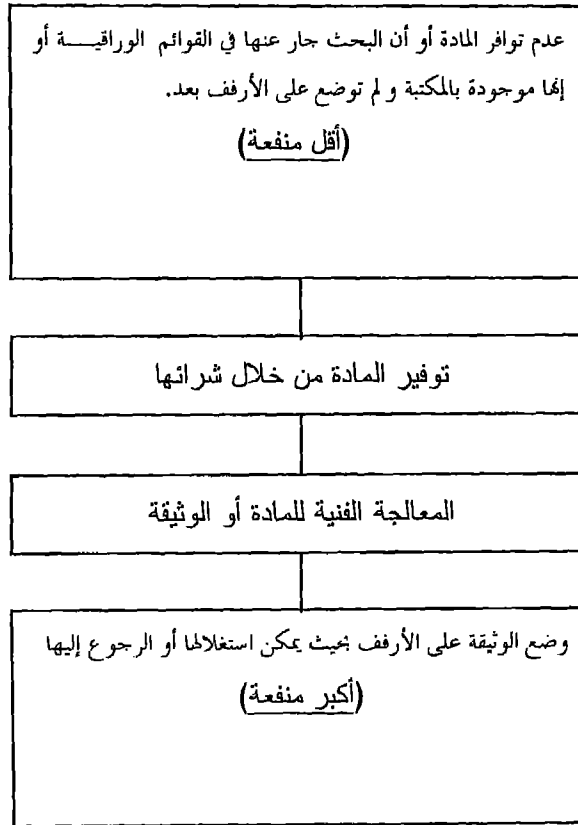 عدم توافر المادة أو أن البحث جار عنها في القوائم الوراقيــة أو
إنها موجودة بالمكتبة و لم توضع على الأرفف بعد.
(أقل منفعة)
توفير المادة من خلال شرائها
المعالجة الفنية للمادة أو الوثيقة
وضع الوثيقة على الأرفف بحيث يمكن استغلالها أو الرجوع إليها
(أكبر منفعة)